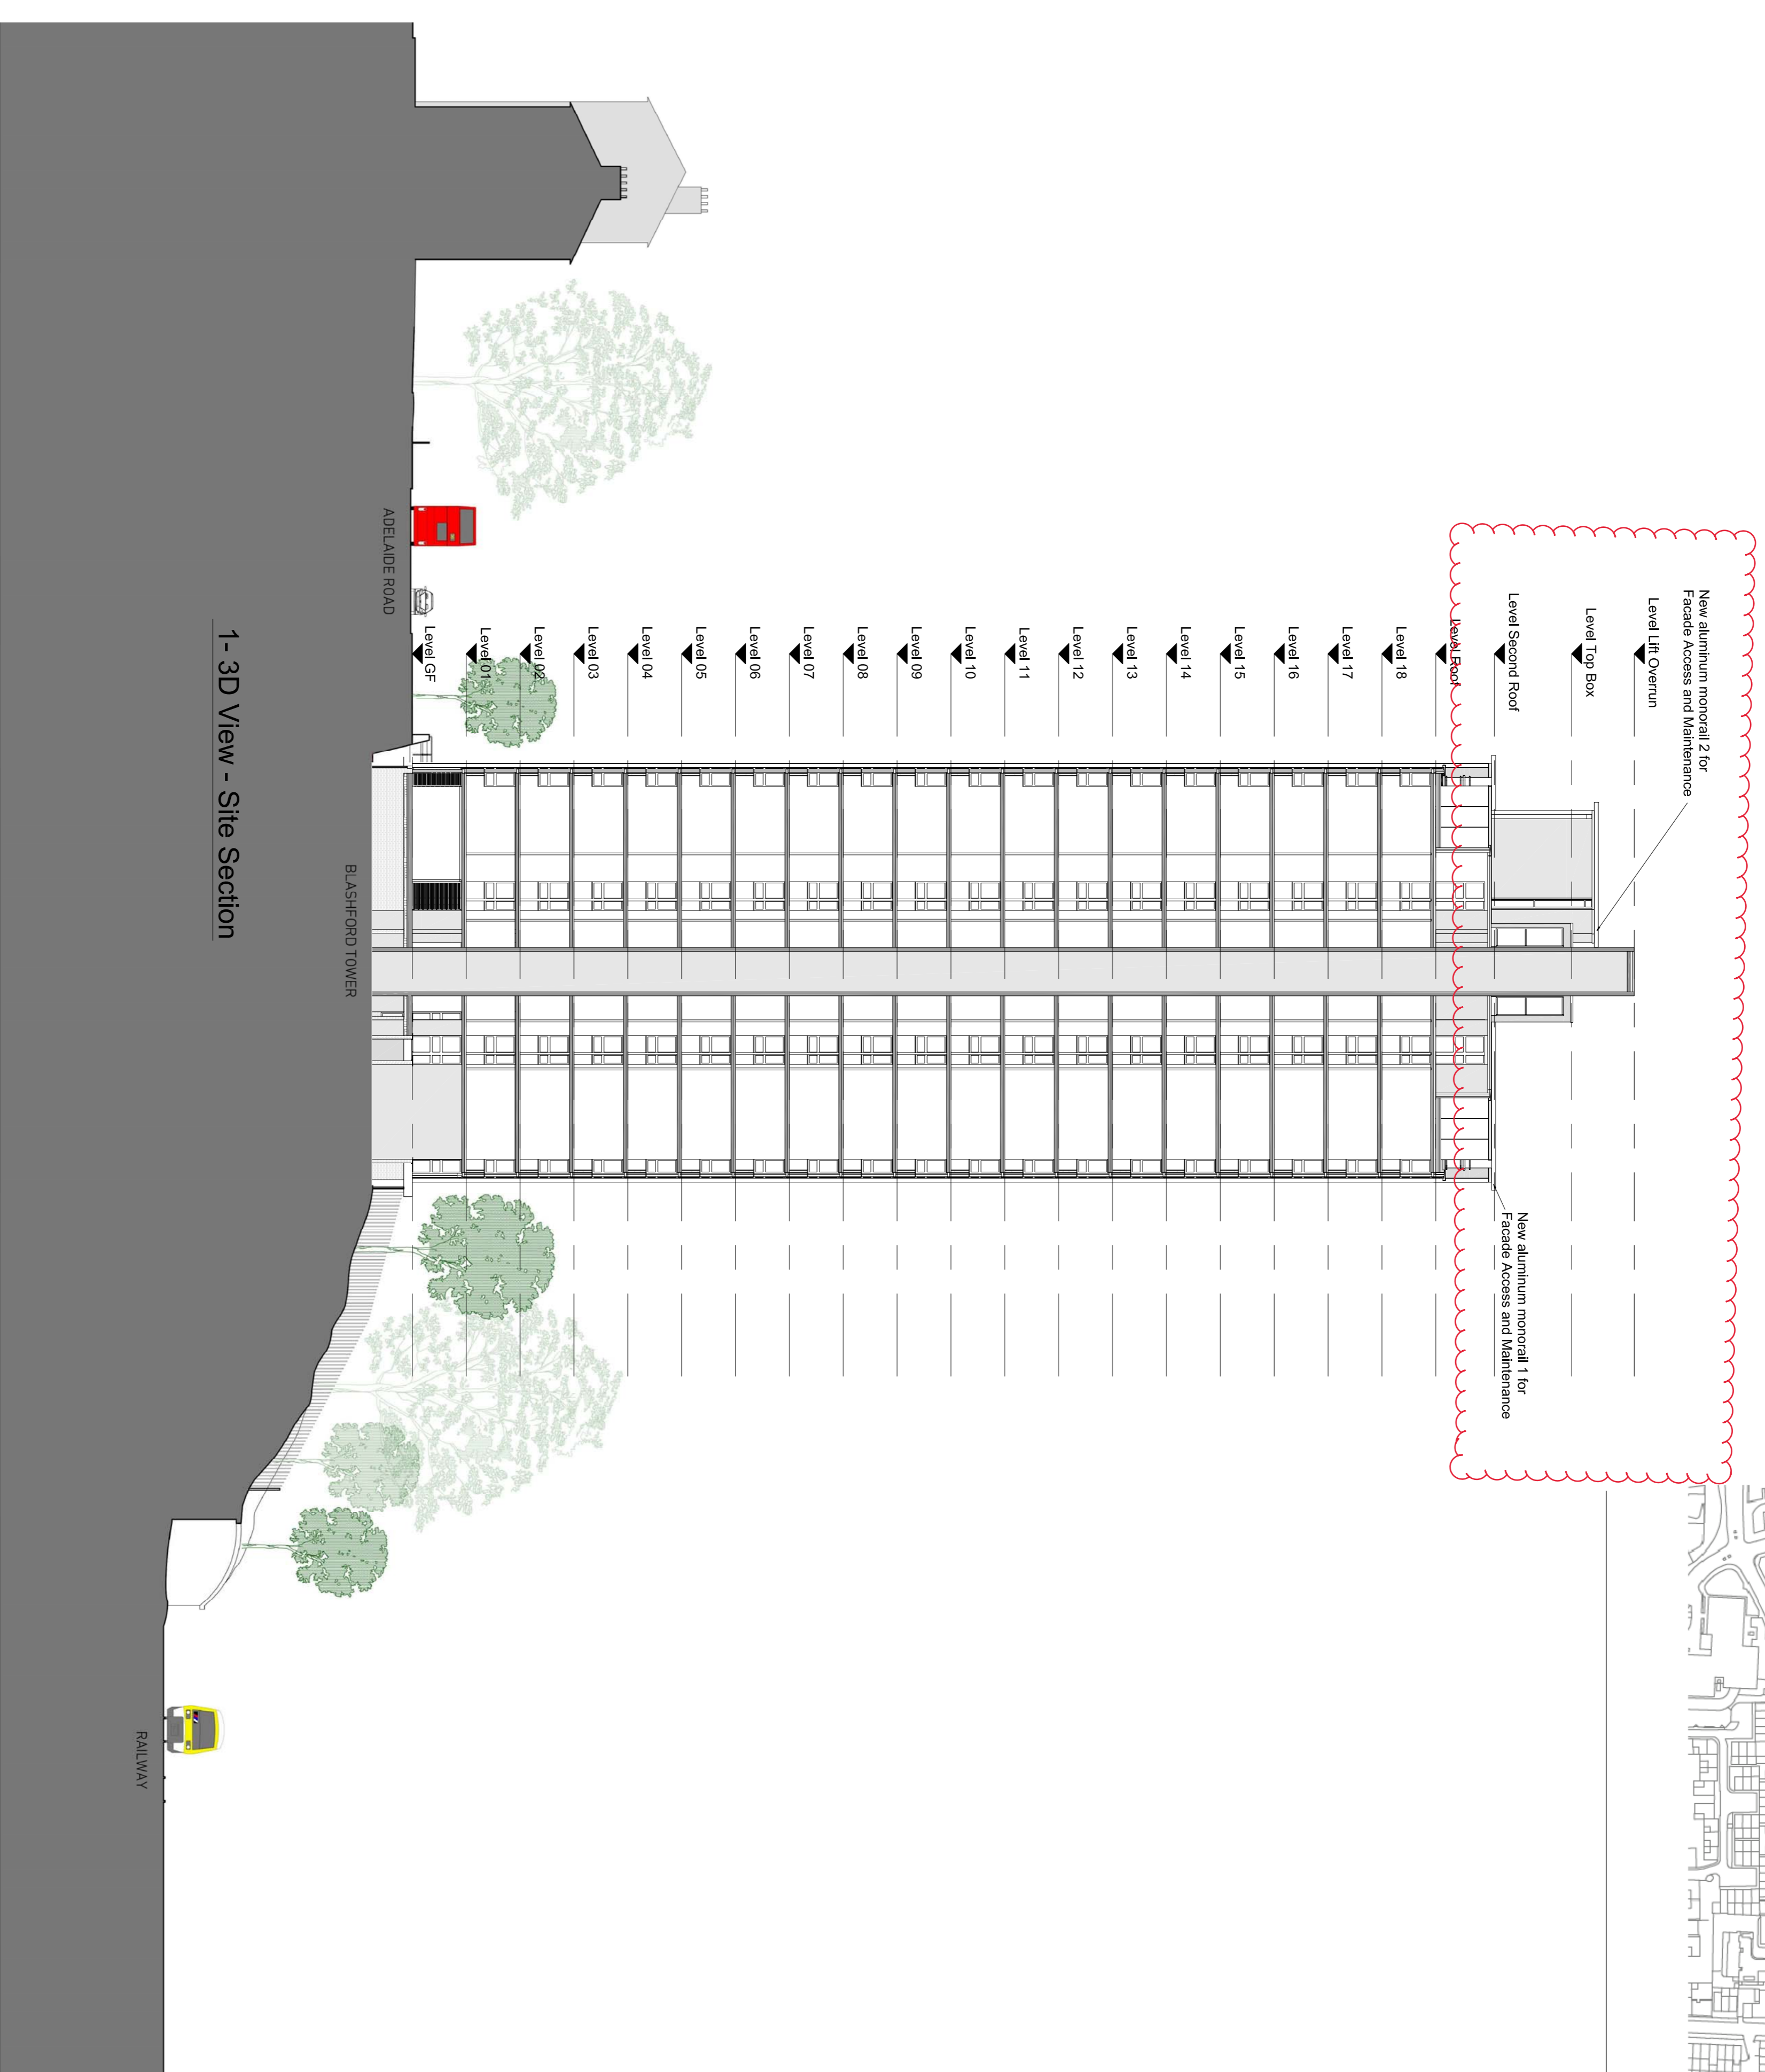 New aluminum monorail 2 for
Facade Access and Maintenance
Level Lift Overrun
Level Top Box
Level Second Roof
New aluminum monorail 1 for
Facade Access and Maintenance
Level Roof
Level 18
Level 17
Level 16
Level 15
Level 14
Level 13
Level 12
Level 11
Level 10
Level 09
Level 08
Level 07
Level 06
Level 05
Level 04
Level 03
Level 02
Level 01
Level GF
ADELAIDE ROAD
BLASHFORD TOWER
1- 3D View - Site Section
RAILWAY